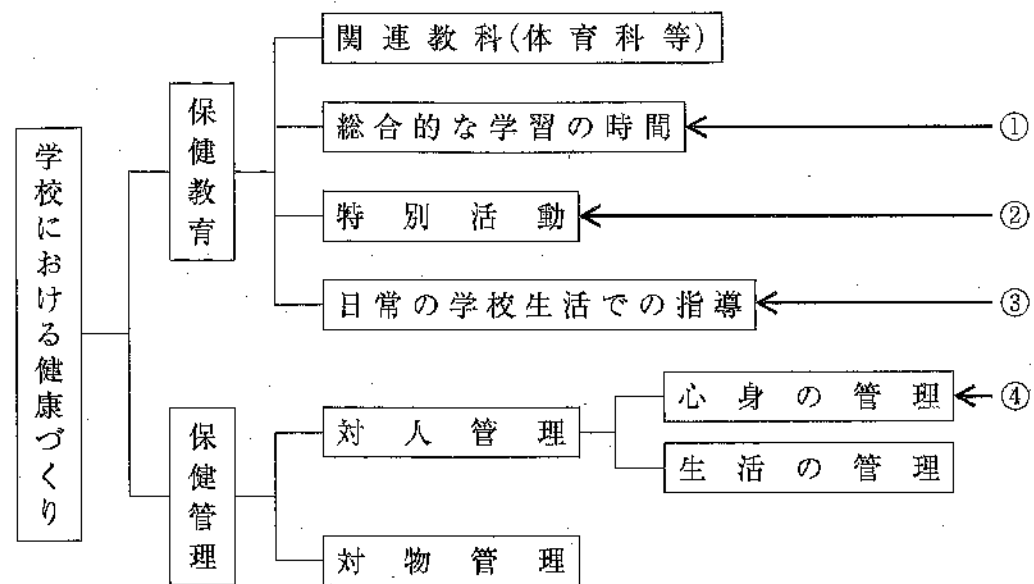 学校における健康づくり
保健教育
関連教科(体育科等)
総合的な学習の時間
①
特別活動
②
日常の学校生活での指導
③
保健管理
対人管理
心身の管理
④
生活の管理
対物管理